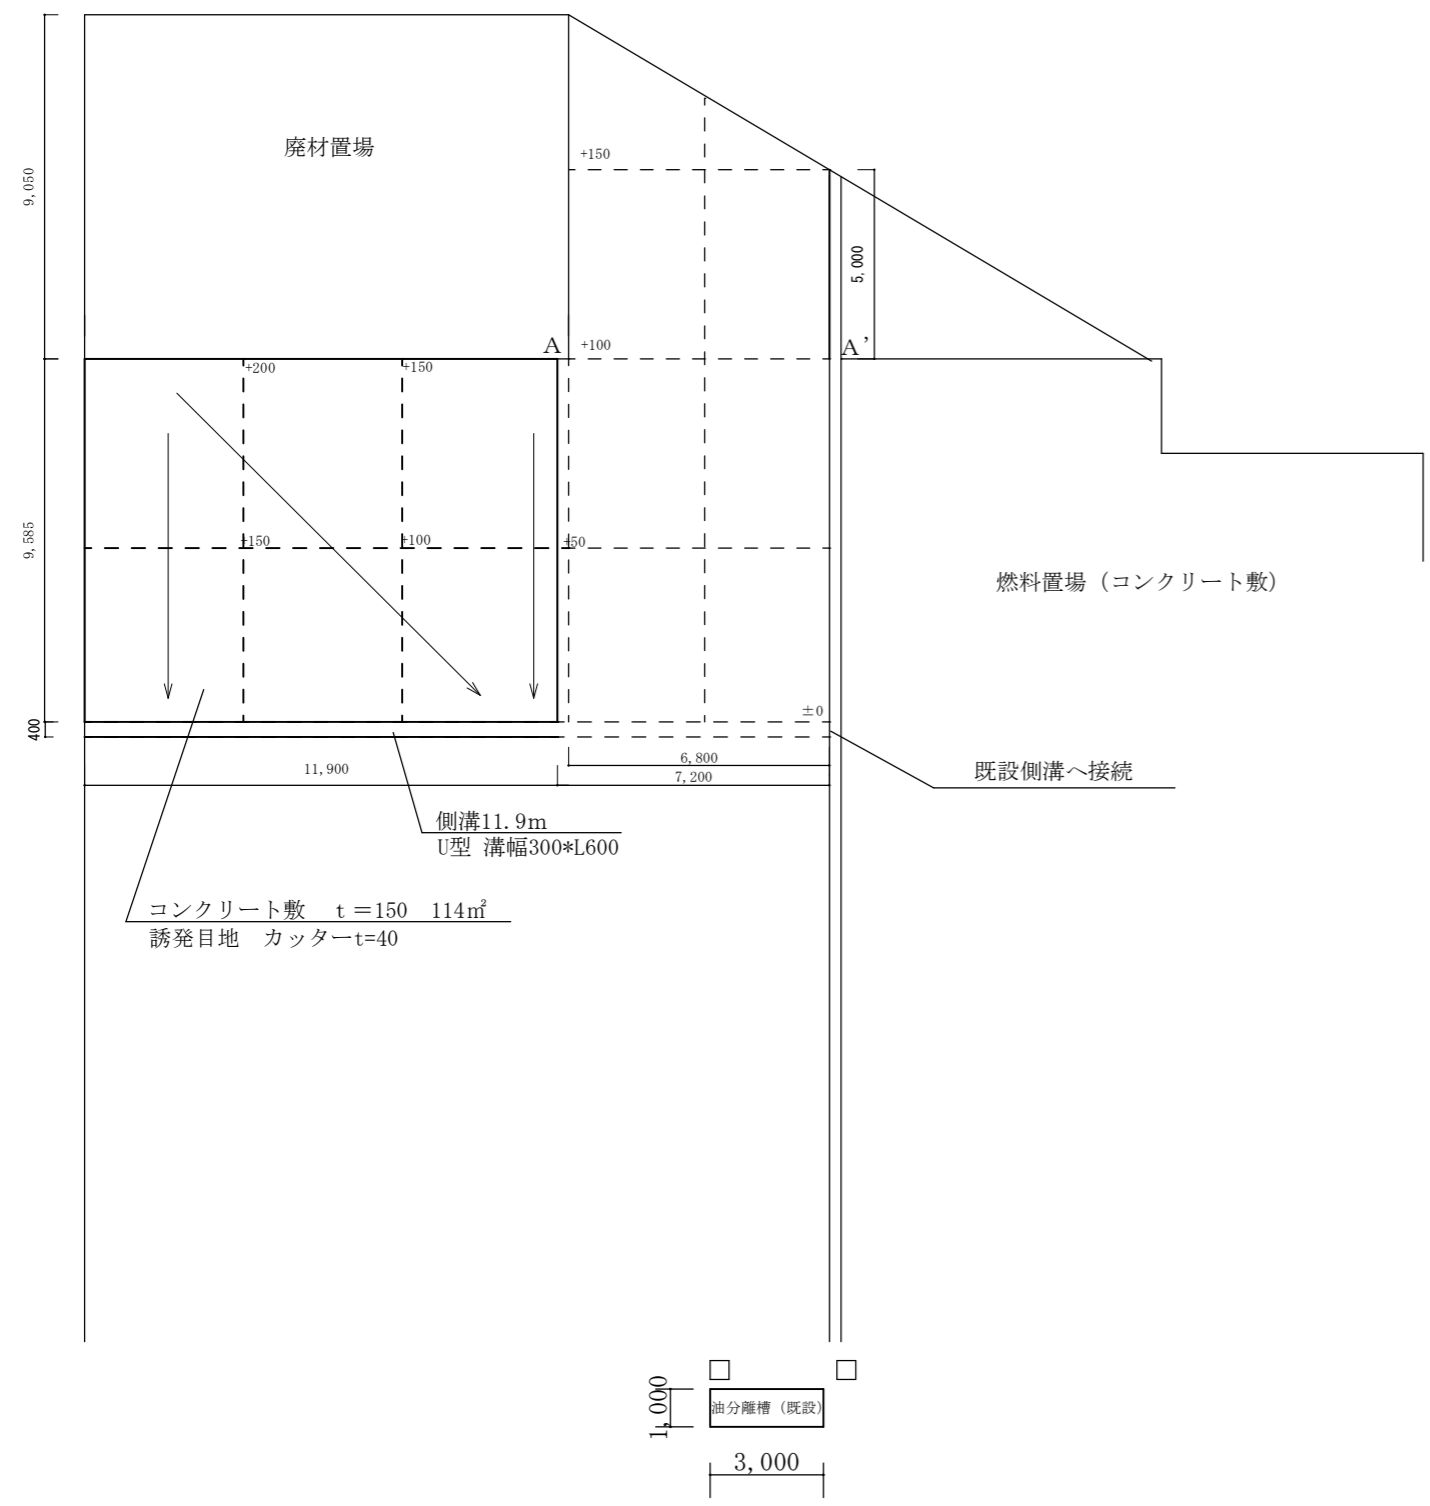 廃材置場
+150
9,050
5,000
A
+100
A’
+200
+150
9,585
+150
+100
+50
燃料置場（コンクリート敷）
±0
400
6,800
11,900
7,200
既設側溝へ接続
側溝11.9m
U型 溝幅300*L600
コンクリート敷　ｔ＝150　114㎡
誘発目地　カッターt=40
1,000
油分離槽（既設）
3,000